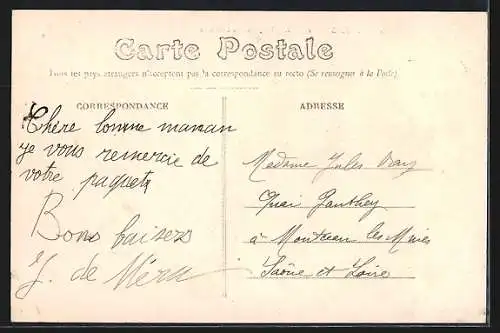 Carte Postale
Tous les pays étrangers n'acceptent pas la correspondance au recto (Se renseigner à la Poste)
CORRESPONDANCE
ADRESSE
Chère bonne maman
je vous remercie de
votre paquet
Bons baisers
J. de Méru
Madame Jules
Quai Gauthey
à Montceau les Mines
Saône et Loire